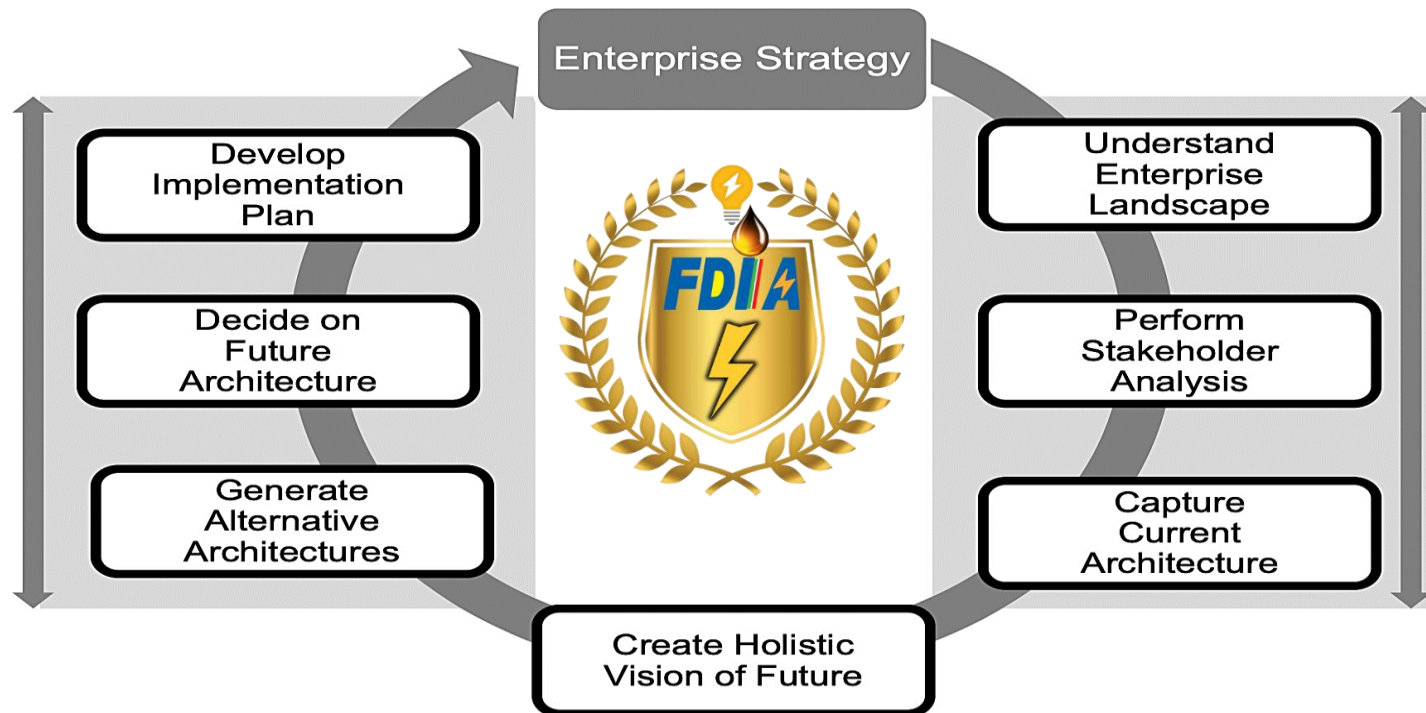 Enterprise Strategy
Develop
Implementation
Plan
Understand
Enterprise
Landscape
FDIA
Decide on
Future
Architecture
Perform
Stakeholder
Analysis
Generate
Alternative
Architectures
Capture
Current
Architecture
Create Holistic
Vision of Future